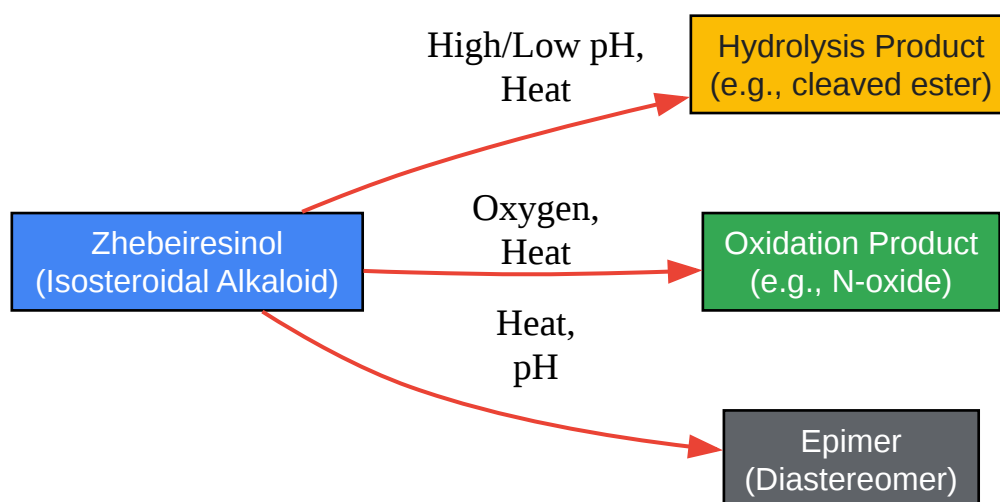 High/Low pH,
Heat
Hydrolysis Product
(e.g., cleaved ester)
Zhebeiresinol
(Isosteroidal Alkaloid)
Oxygen,
Heat
Oxidation Product
(e.g., N-oxide)
Heat,
pH
Epimer
(Diastereomer)